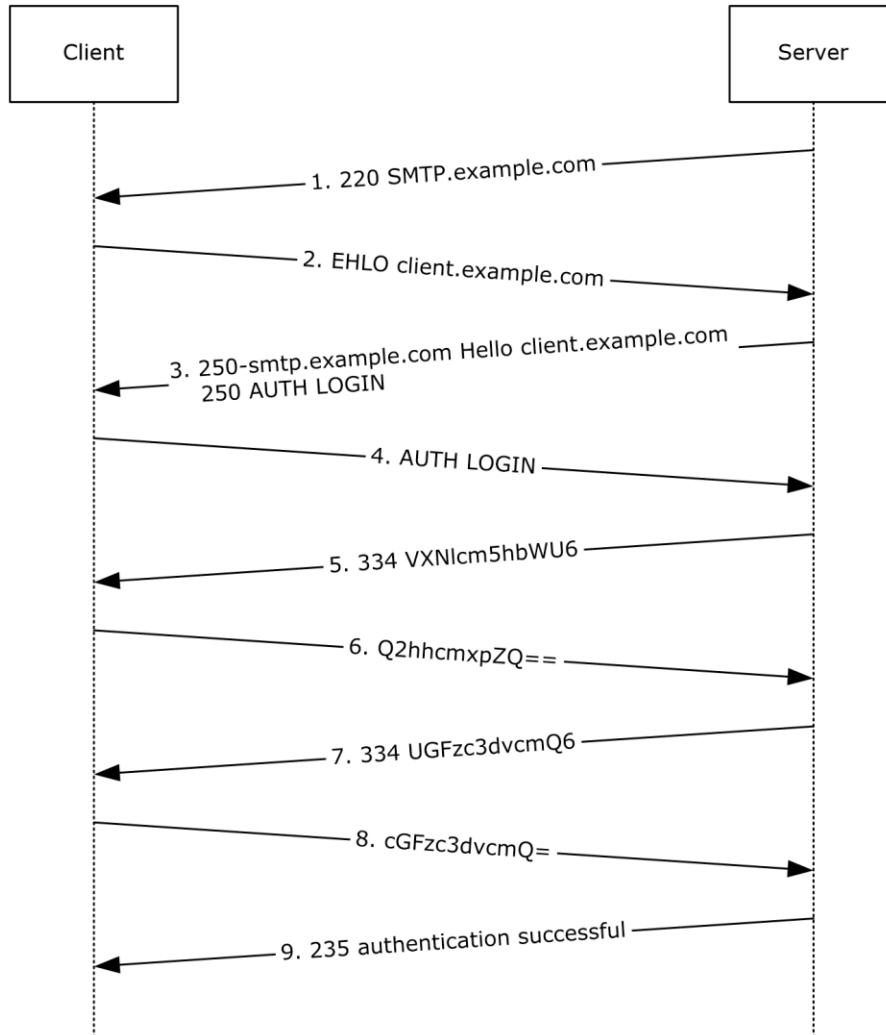 Client
Server
1. 220 SMTP.example.com
2. EHLO client.example.com
3. 250-smtp.example.com Hello client.example.com
250 AUTH LOGIN
4. AUTH LOGIN
5. 334 VXNlcm5hbWU6
6. Q2hhcmxpZQ==
7. 334 UGFzc3dvcmQ6
8. cGFzc3dvcmQ=
9. 235 authentication successful